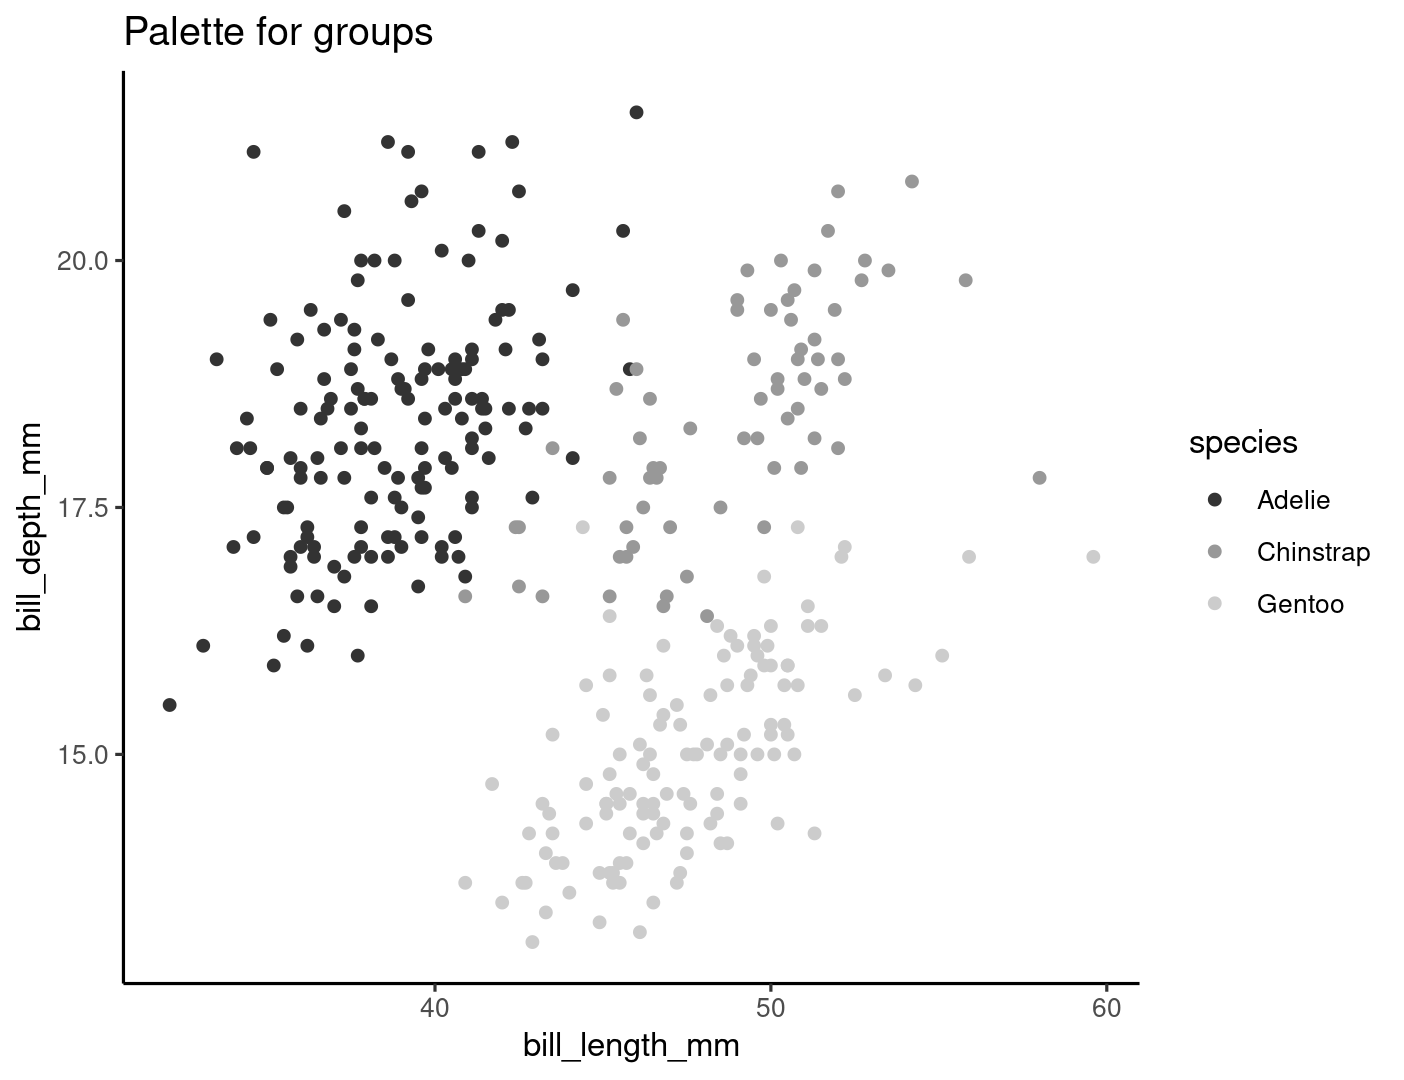 Palette for groups
20.0
17.5
15.0
bill_depth_mm
40 50 60
bill_length_mm
species
Adelie
Chinstrap
Gentoo